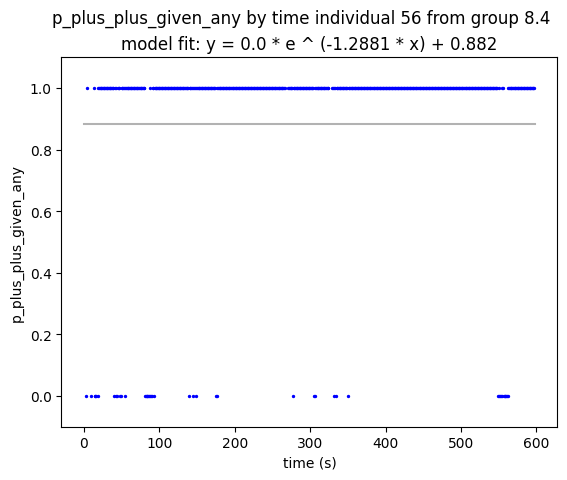 p_plus_plus_given_any by time individual 56 from group 8.4
model fit: y = 0.0 * e ^ (-1.2881 * x) + 0.882
1.0
0.8
0.6
0.4
0.2
0.0
p_plus_plus_given_any
0 100 200 300 400 500 600
time (s)